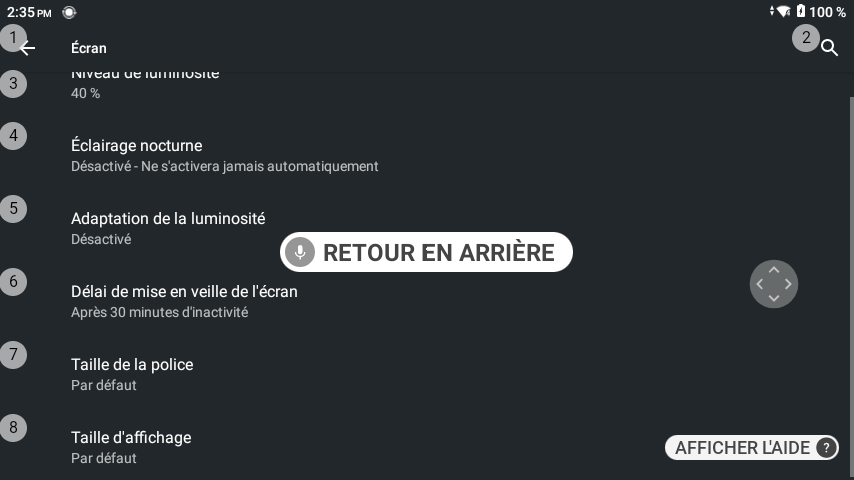 2:35 PM 100 %
1 Écran 2
3 Niveau de luminosité
40 %
4 Éclairage nocturne
Désactivé - Ne s'activera jamais automatiquement
5 Adaptation de la luminosité
Désactivé
RETOUR EN ARRIÈRE
6 Délai de mise en veille de l'écran
Après 30 minutes d'inactivité
7 Taille de la police
Par défaut
8 Taille d'affichage
Par défaut
AFFICHER L'AIDE ?